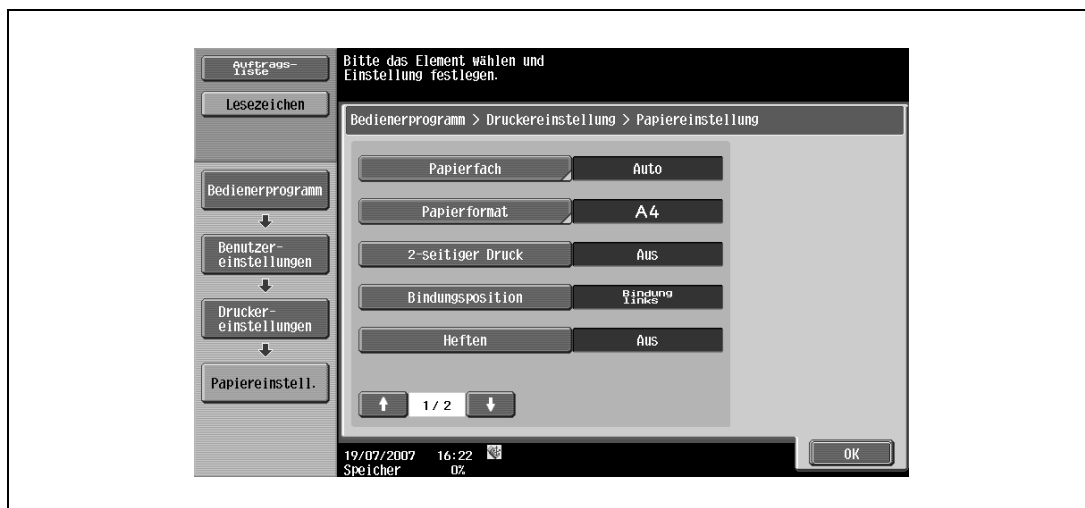 Auftrags-
liste
Lesezeichen
Bedienerprogramm
Benutzer-
einstellungen
Drucker-
einstellungen
Papiereinstell.
Bitte das Element wählen und
Einstellung festlegen.
Bedienerprogramm > Druckereinstellung > Papiereinstellung
Papierfach Auto
Papierformat A4
2-seitiger Druck Aus
Bindungsposition Bindung
links
Heften Aus
1/2
19/07/2007 16:22
Speicher 0%
OK